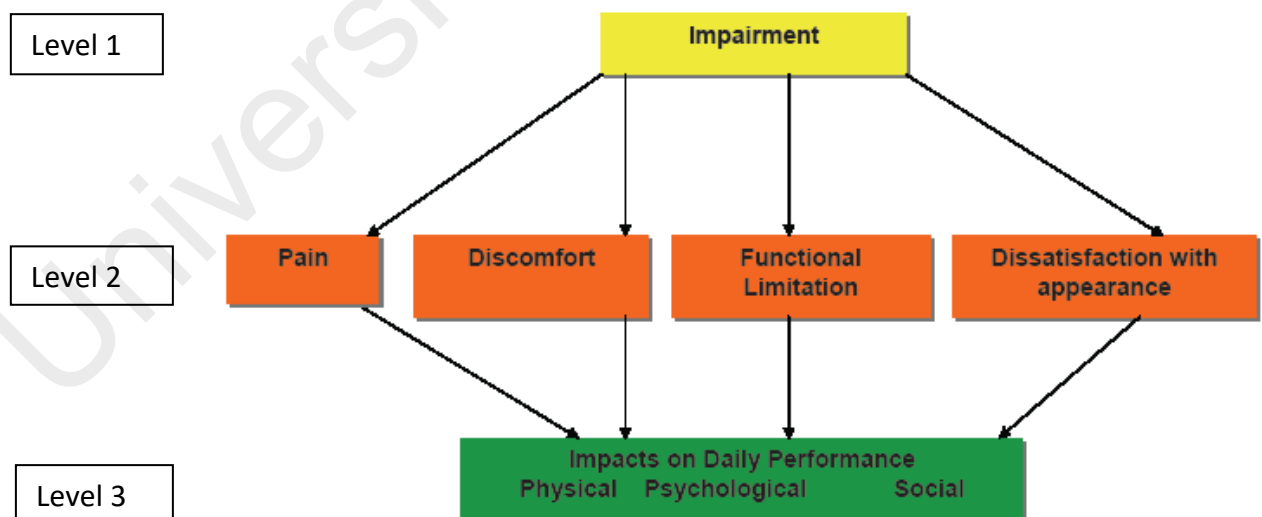 Level 1
Impairment
Level 2
Pain
Discomfort
Functional
Limitation
Dissatisfaction with
appearance
Level 3
Impacts on Daily Performance
Physical Psychological Social
Universi